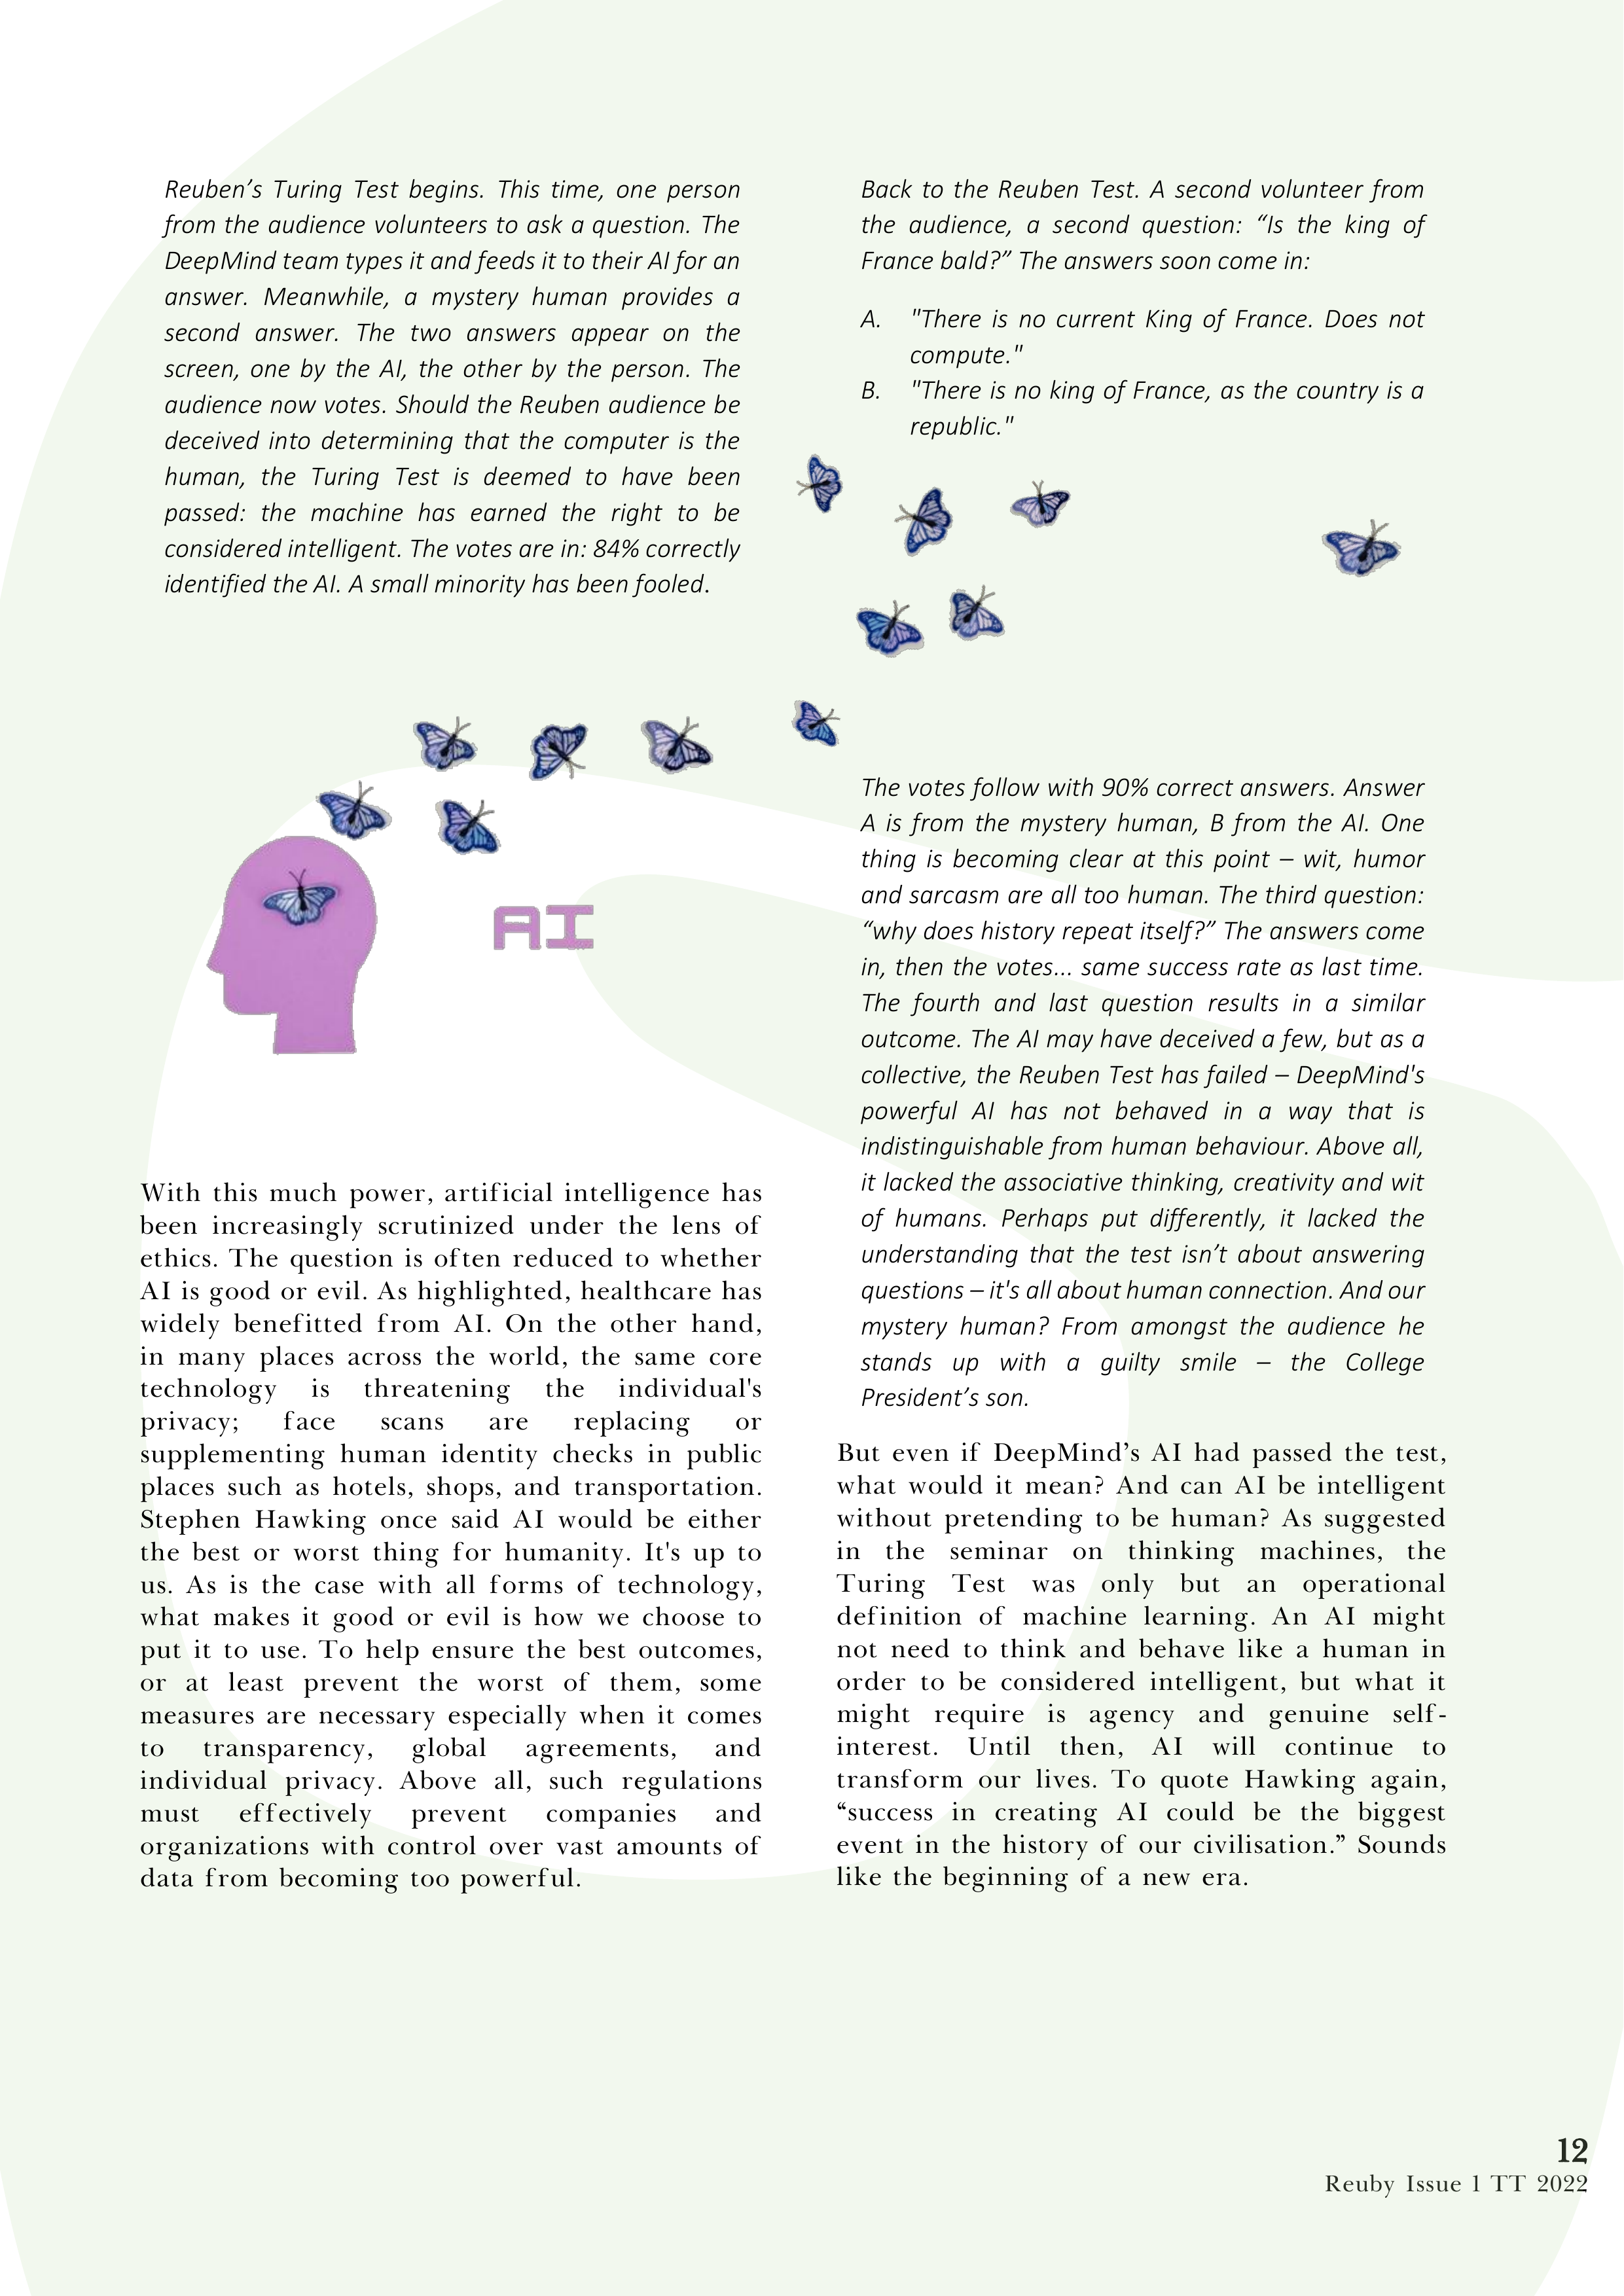 Reuben’s Turing Test begins. This time, one person
from the audience volunteers to ask a question. The
DeepMind team types it and feeds it to their AI for an
answer. Meanwhile, a mystery human provides a
second answer. The two answers appear on the
screen, one by the AI, the other by the person. The
audience now votes. Should the Reuben audience be
deceived into determining that the computer is the
human, the Turing Test is deemed to have been
passed: the machine has earned the right to be
considered intelligent. The votes are in: 84% correctly
identified the AI. A small minority has been fooled.
AI
With this much power, artificial intelligence has
been increasingly scrutinized under the lens of
ethics. The question is often reduced to whether
AI is good or evil. As highlighted, healthcare has
widely benefitted from AI. On the other hand,
in many places across the world, the same core
technology is threatening the individual's
privacy; face scans are replacing or
supplementing human identity checks in public
places such as hotels, shops, and transportation.
Stephen Hawking once said AI would be either
the best or worst thing for humanity. It's up to
us. As is the case with all forms of technology,
what makes it good or evil is how we choose to
put it to use. To help ensure the best outcomes,
or at least prevent the worst of them, some
measures are necessary especially when it comes
to transparency, global agreements, and
individual privacy. Above all, such regulations
must effectively prevent companies and
organizations with control over vast amounts of
data from becoming too powerful.
Back to the Reuben Test. A second volunteer from
the audience, a second question: “Is the king of
France bald?” The answers soon come in:
A. "There is no current King of France. Does not
compute."
B. "There is no king of France, as the country is a
republic."
The votes follow with 90% correct answers. Answer
A is from the mystery human, B from the AI. One
thing is becoming clear at this point – wit, humor
and sarcasm are all too human. The third question:
“why does history repeat itself?” The answers come
in, then the votes... same success rate as last time.
The fourth and last question results in a similar
outcome. The AI may have deceived a few, but as a
collective, the Reuben Test has failed – DeepMind's
powerful AI has not behaved in a way that is
indistinguishable from human behaviour. Above all,
it lacked the associative thinking, creativity and wit
of humans. Perhaps put differently, it lacked the
understanding that the test isn’t about answering
questions – it's all about human connection. And our
mystery human? From amongst the audience he
stands up with a guilty smile – the College
President’s son.
But even if DeepMind’s AI had passed the test,
what would it mean? And can AI be intelligent
without pretending to be human? As suggested
in the seminar on thinking machines, the
Turing Test was only but an operational
definition of machine learning. An AI might
not need to think and behave like a human in
order to be considered intelligent, but what it
might require is agency and genuine self-
interest. Until then, AI will continue to
transform our lives. To quote Hawking again,
“success in creating AI could be the biggest
event in the history of our civilisation.” Sounds
like the beginning of a new era.
12
Reuby Issue 1 TT 2022